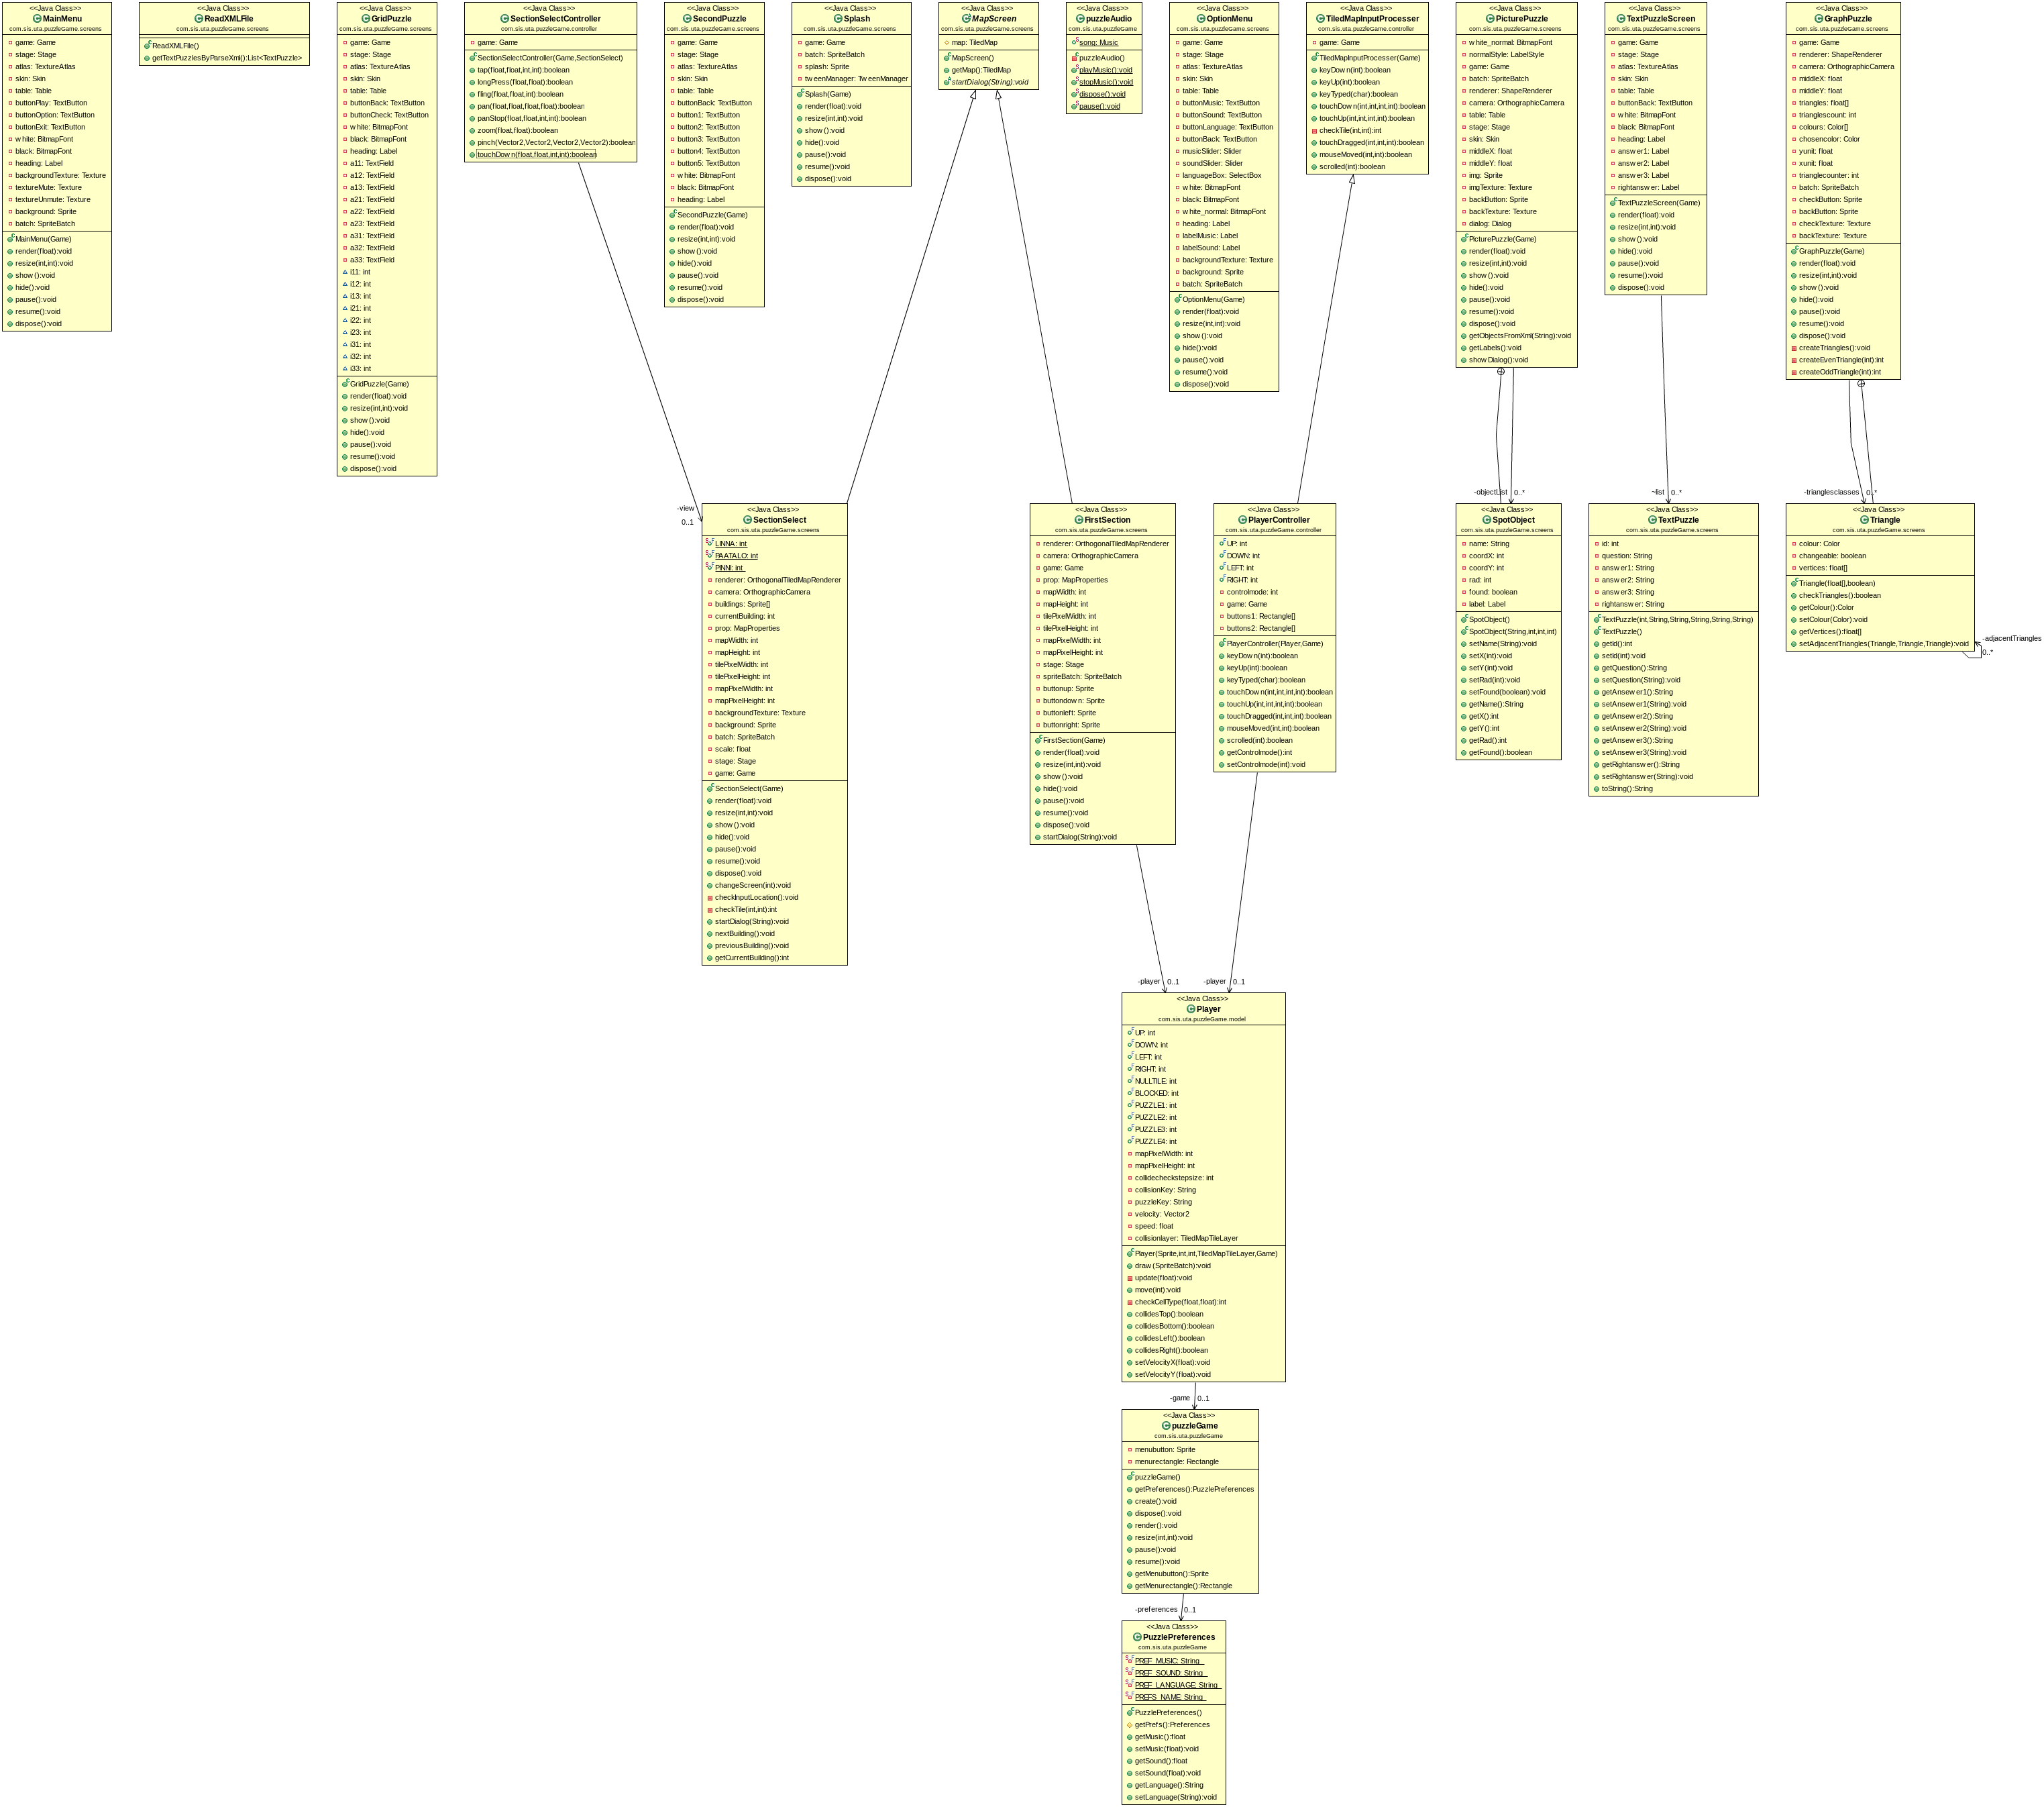 <<Java Class>>
MainMenu
com.sis.uta.puzzleGame.screens
game: Game
stage: Stage
atlas: TextureAtlas
skin: Skin
table: Table
buttonPlay: TextButton
buttonOption: TextButton
buttonExit: TextButton
white: BitmapFont
black: BitmapFont
heading: Label
backgroundTexture: Texture
textureMute: Texture
textureUnmute: Texture
background: Sprite
batch: SpriteBatch
MainMenu(Game)
render(float):void
resize(int,int):void
show():void
hide():void
pause():void
resume():void
dispose():void
<<Java Class>>
ReadXMLFile
com.sis.uta.puzzleGame.screens
ReadXMLFile()
getTextPuzzlesByParseXml():List<TextPuzzle>
<<Java Class>>
GridPuzzle
com.sis.uta.puzzleGame.screens
game: Game
stage: Stage
atlas: TextureAtlas
skin: Skin
table: Table
buttonBack: TextButton
buttonCheck: TextButton
white: BitmapFont
black: BitmapFont
heading: Label
a11: TextField
a12: TextField
a13: TextField
a21: TextField
a22: TextField
a23: TextField
a31: TextField
a32: TextField
a33: TextField
i11: int
i12: int
i13: int
i21: int
i22: int
i23: int
i31: int
i32: int
i33: int
GridPuzzle(Game)
render(float):void
resize(int,int):void
show():void
hide():void
pause():void
resume():void
dispose():void
<<Java Class>>
SectionSelectController
com.sis.uta.puzzleGame.controller
game: Game
SectionSelectController(Game,SectionSelect)
tap(float,float,int,int):boolean
longPress(float,float):boolean
fling(float,float,int):boolean
pan(float,float,float,float):boolean
panStop(float,float,int,int):boolean
zoom(float,float):boolean
pinch(Vector2,Vector2,Vector2,Vector2):boolean
touchDown(float,float,int,int):boolean
<<Java Class>>
SecondPuzzle
com.sis.uta.puzzleGame.screens
game: Game
stage: Stage
atlas: TextureAtlas
skin: Skin
table: Table
buttonBack: TextButton
button1: TextButton
button2: TextButton
button3: TextButton
button4: TextButton
button5: TextButton
white: BitmapFont
black: BitmapFont
heading: Label
SecondPuzzle(Game)
render(float):void
resize(int,int):void
show():void
hide():void
pause():void
resume():void
dispose():void
<<Java Class>>
Splash
com.sis.uta.puzzleGame.screens
game: Game
batch: SpriteBatch
splash: Sprite
tweenManager: TweenManager
Splash(Game)
render(float):void
resize(int,int):void
show():void
hide():void
pause():void
resume():void
dispose():void
<<Java Class>>
MapScreen
com.sis.uta.puzzleGame.screens
map: TiledMap
MapScreen()
getMap():TiledMap
startDialog(String):void
<<Java Class>>
puzzleAudio
com.sis.uta.puzzleGame
song: Music
puzzleAudio()
playMusic():void
stopMusic():void
dispose():void
pause():void
<<Java Class>>
OptionMenu
com.sis.uta.puzzleGame.screens
game: Game
stage: Stage
atlas: TextureAtlas
skin: Skin
table: Table
buttonMusic: TextButton
buttonSound: TextButton
buttonLanguage: TextButton
buttonBack: TextButton
musicSlider: Slider
soundSlider: Slider
languageBox: SelectBox
white: BitmapFont
black: BitmapFont
white_normal: BitmapFont
heading: Label
labelMusic: Label
labelSound: Label
backgroundTexture: Texture
background: Sprite
batch: SpriteBatch
OptionMenu(Game)
render(float):void
resize(int,int):void
show():void
hide():void
pause():void
resume():void
dispose():void
<<Java Class>>
TiledMapInputProcesser
com.sis.uta.puzzleGame.controller
game: Game
TiledMapInputProcesser(Game)
keyDown(int):boolean
keyUp(int):boolean
keyTyped(char):boolean
touchDown(int,int,int,int):boolean
touchUp(int,int,int,int):boolean
checkTile(int,int):int
touchDragged(int,int,int):boolean
mouseMoved(int,int):boolean
scrolled(int):boolean
<<Java Class>>
PicturePuzzle
com.sis.uta.puzzleGame.screens
white_normal: BitmapFont
normalStyle: LabelStyle
game: Game
batch: SpriteBatch
renderer: ShapeRenderer
camera: OrthographicCamera
table: Table
stage: Stage
skin: Skin
middleX: float
middleY: float
img: Sprite
imgTexture: Texture
backButton: Sprite
backTexture: Texture
dialog: Dialog
PicturePuzzle(Game)
render(float):void
resize(int,int):void
show():void
hide():void
pause():void
resume():void
dispose():void
getObjectsFromXml(String):void
getLabels():void
showDialog():void
<<Java Class>>
TextPuzzleScreen
com.sis.uta.puzzleGame.screens
game: Game
stage: Stage
atlas: TextureAtlas
skin: Skin
table: Table
buttonBack: TextButton
white: BitmapFont
black: BitmapFont
heading: Label
answer1: Label
answer2: Label
answer3: Label
rightanswer: Label
TextPuzzleScreen(Game)
render(float):void
resize(int,int):void
show():void
hide():void
pause():void
resume():void
dispose():void
<<Java Class>>
GraphPuzzle
com.sis.uta.puzzleGame.screens
game: Game
renderer: ShapeRenderer
camera: OrthographicCamera
middleX: float
middleY: float
triangles: float[]
trianglescount: int
colours: Color[]
chosencolor: Color
yunit: float
xunit: float
trianglecounter: int
batch: SpriteBatch
checkButton: Sprite
backButton: Sprite
checkTexture: Texture
backTexture: Texture
GraphPuzzle(Game)
render(float):void
resize(int,int):void
show():void
hide():void
pause():void
resume():void
dispose():void
createTriangles():void
createEvenTriangle(int):int
createOddTriangle(int):int
-view
0..1
-objectList
0..*
~list
0..*
-trianglesclasses
0..*
<<Java Class>>
SectionSelect
com.sis.uta.puzzleGame.screens
LINNA: int
PAATALO: int
PINNI: int
renderer: OrthogonalTiledMapRenderer
camera: OrthographicCamera
buildings: Sprite[]
currentBuilding: int
prop: MapProperties
mapWidth: int
mapHeight: int
tilePixelWidth: int
tilePixelHeight: int
mapPixelWidth: int
mapPixelHeight: int
backgroundTexture: Texture
background: Sprite
batch: SpriteBatch
scale: float
stage: Stage
game: Game
SectionSelect(Game)
render(float):void
resize(int,int):void
show():void
hide():void
pause():void
resume():void
dispose():void
changeScreen(int):void
checkInputLocation():void
checkTile(int,int):int
startDialog(String):void
nextBuilding():void
previousBuilding():void
getCurrentBuilding():int
<<Java Class>>
FirstSection
com.sis.uta.puzzleGame.screens
renderer: OrthogonalTiledMapRenderer
camera: OrthographicCamera
game: Game
prop: MapProperties
mapWidth: int
mapHeight: int
tilePixelWidth: int
tilePixelHeight: int
mapPixelWidth: int
mapPixelHeight: int
stage: Stage
spriteBatch: SpriteBatch
buttonup: Sprite
buttondown: Sprite
buttonleft: Sprite
buttonright: Sprite
FirstSection(Game)
render(float):void
resize(int,int):void
show():void
hide():void
pause():void
resume():void
dispose():void
startDialog(String):void
<<Java Class>>
PlayerController
com.sis.uta.puzzleGame.controller
UP: int
DOWN: int
LEFT: int
RIGHT: int
controlmode: int
game: Game
buttons1: Rectangle[]
buttons2: Rectangle[]
PlayerController(Player,Game)
keyDown(int):boolean
keyUp(int):boolean
keyTyped(char):boolean
touchDown(int,int,int,int):boolean
touchUp(int,int,int,int):boolean
touchDragged(int,int,int):boolean
mouseMoved(int,int):boolean
scrolled(int):boolean
getControlmode():int
setControlmode(int):void
<<Java Class>>
SpotObject
com.sis.uta.puzzleGame.screens
name: String
coordX: int
coordY: int
rad: int
found: boolean
label: Label
SpotObject()
SpotObject(String,int,int,int)
setName(String):void
setX(int):void
setY(int):void
setRad(int):void
setFound(boolean):void
getName():String
getX():int
getY():int
getRad():int
getFound():boolean
<<Java Class>>
TextPuzzle
com.sis.uta.puzzleGame.screens
id: int
question: String
answer1: String
answer2: String
answer3: String
rightanswer: String
TextPuzzle(int,String,String,String,String,String)
TextPuzzle()
getId():int
setId(int):void
getQuestion():String
setQuestion(String):void
getAnsewer1():String
setAnsewer1(String):void
getAnsewer2():String
setAnsewer2(String):void
getAnsewer3():String
setAnsewer3(String):void
getRightanswer():String
setRightanswer(String):void
toString():String
<<Java Class>>
Triangle
com.sis.uta.puzzleGame.screens
colour: Color
changeable: boolean
vertices: float[]
Triangle(float[],boolean)
checkTriangles():boolean
getColour():Color
setColour(Color):void
getVertices():float[]
setAdjacentTriangles(Triangle,Triangle,Triangle):void
-adjacentTriangles
0..*
-player
0..1
-player
0..1
<<Java Class>>
Player
com.sis.uta.puzzleGame.model
UP: int
DOWN: int
LEFT: int
RIGHT: int
NULLTILE: int
BLOCKED: int
PUZZLE1: int
PUZZLE2: int
PUZZLE3: int
PUZZLE4: int
mapPixelWidth: int
mapPixelHeight: int
collidecheckstepsize: int
collisionKey: String
puzzleKey: String
velocity: Vector2
speed: float
collisionlayer: TiledMapTileLayer
Player(Sprite,int,int,TiledMapTileLayer,Game)
draw(SpriteBatch):void
update(float):void
move(int):void
checkCellType(float,float):int
collidesTop():boolean
collidesBottom():boolean
collidesLeft():boolean
collidesRight():boolean
setVelocityX(float):void
setVelocityY(float):void
-game
0..1
<<Java Class>>
puzzleGame
com.sis.uta.puzzleGame
menubutton: Sprite
menurectangle: Rectangle
puzzleGame()
getPreferences():PuzzlePreferences
create():void
dispose():void
render():void
resize(int,int):void
pause():void
resume():void
getMenubutton():Sprite
getMenurectangle():Rectangle
-preferences
0..1
<<Java Class>>
PuzzlePreferences
com.sis.uta.puzzleGame
PREF_MUSIC: String
PREF_SOUND: String
PREF_LANGUAGE: String
PREFS_NAME: String
PuzzlePreferences()
getPrefs():Preferences
getMusic():float
setMusic(float):void
getSound():float
setSound(float):void
getLanguage():String
setLanguage(String):void